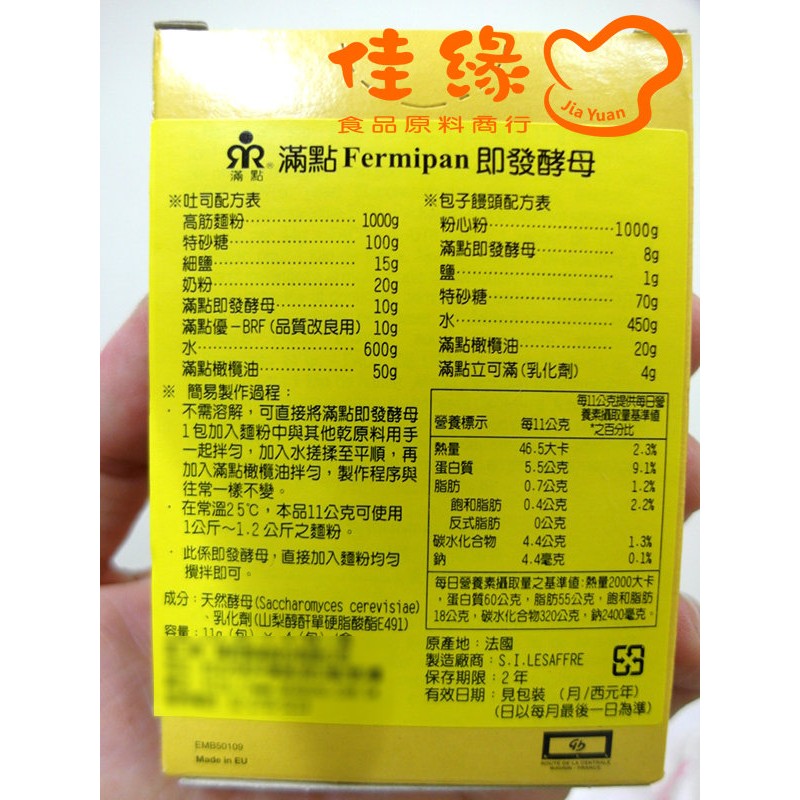 佳緣
食品原料商行
Jia Yuan
滿點
滿點 Fermipan 即發酵母
※吐司配方表
高筋麵粉 1000g
特砂糖 100g
細鹽 15g
奶粉 20g
滿點即發酵母 10g
滿點優－BRF(品質改良用) 10g
水 600g
滿點橄欖油 50g
※ 簡易製作過程：
· 不需溶解，可直接將滿點即發酵母
1包加入麵粉中與其他乾原料用手
一起拌勻，加入水搓揉至平順，再
加入滿點橄欖油拌勻，製作程序與
往常一樣不變。
· 在常溫25℃，本品11公克可使用
1公斤～1.2公斤之麵粉。
· 此係即發酵母，直接加入麵粉均勻
攪拌即可。
成分：天然酵母(Saccharomyces cerevisiae)
、乳化劑(山梨醇酐單硬脂酸酯E491)
容量：11g（包）× 4（包）/盒
※包子饅頭配方表
粉心粉 1000g
滿點即發酵母 8g
鹽 1g
特砂糖 70g
水 450g
滿點橄欖油 20g
滿點立可滿(乳化劑) 4g
營養標示 每11公克 每11公克提供每日營養素攝取量基準值*之百分比
熱量 46.5大卡 2.3%
蛋白質 5.5公克 9.1%
脂肪 0.7公克 1.2%
飽和脂肪 0.4公克 2.2%
反式脂肪 0公克
碳水化合物 4.4公克 1.3%
鈉 4.4毫克 0.1%
每日營養素攝取量之基準值:熱量2000大卡
，蛋白質60公克，脂肪55公克，飽和脂肪
18公克，碳水化合物320公克，鈉2400毫克。
原產地：法國
製造廠商：S.I.LESAFFRE
保存期限：2年
有效日期：見包裝 （月/西元年）
（日以每月最後一日為準）
EMB50109
Made in EU
Gb
ROUTE DE LA CENTRALE